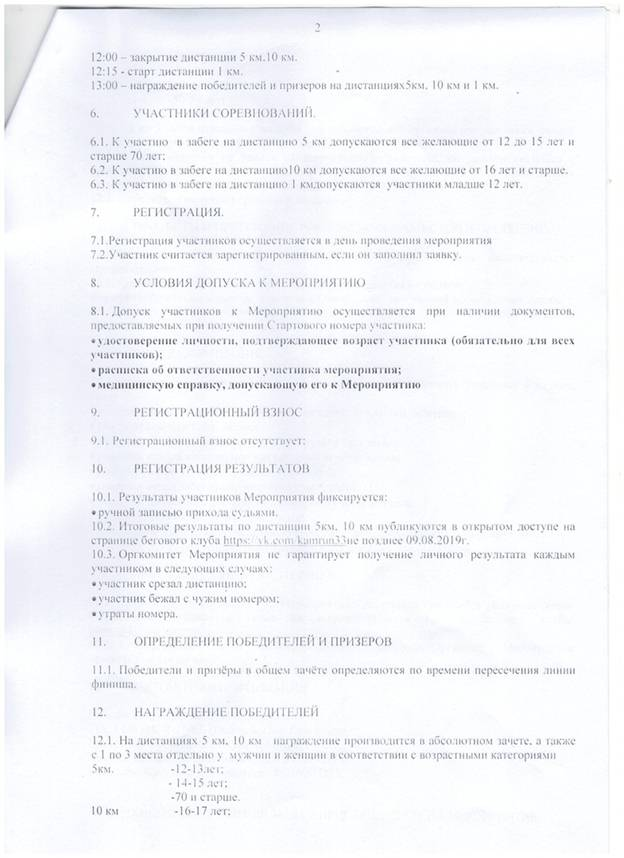 2
12:00 – закрытие дистанции 5 км.10 км.
12:15 - старт дистанции 1 км.
13:00 – награждение победителей и призеров на дистанциях5км, 10 км и 1 км.
6. УЧАСТНИКИ СОРЕВНОВАНИЙ.
6.1. К участию в забеге на дистанцию 5 км допускаются все желающие от 12 до 15 лет и
старше 70 лет;
6.2. К участию в забеге на дистанцию10 км допускаются все желающие от 16 лет и старше.
6.3. К участию в забеге на дистанцию 1 кмдопускаются участники младше 12 лет.
7. РЕГИСТРАЦИЯ.
7.1.Регистрация участников осуществляется в день проведения мероприятия
7.2.Участник считается зарегистрированным, если он заполнил заявку.
8. УСЛОВИЯ ДОПУСКА К МЕРОПРИЯТИЮ
8.1. Допуск участников к Мероприятию осуществляется при наличии документов,
предоставляемых при получении Стартового номера участника:
• удостоверение личности, подтверждающее возраст участника (обязательно для всех
участников);
• расписка об ответственности участника мероприятия;
• медицинскую справку, допускающую его к Мероприятию
9. РЕГИСТРАЦИОННЫЙ ВЗНОС
9.1. Регистрационный взнос отсутствует:
10. РЕГИСТРАЦИЯ РЕЗУЛЬТАТОВ
10.1. Результаты участников Мероприятия фиксируется:
• ручной записью прихода судьями.
10.2. Итоговые результаты по дистанции 5км, 10 км публикуются в открытом доступе на
странице бегового клуба https://vk.com/kamrun33не позднее 09.08.2019г.
10.3. Оргкомитет Мероприятия не гарантирует получение личного результата каждым
участником в следующих случаях:
• участник срезал дистанцию;
• участник бежал с чужим номером;
• утраты номера.
11. ОПРЕДЕЛЕНИЕ ПОБЕДИТЕЛЕЙ И ПРИЗЕРОВ
11.1. Победители и призёры в общем зачёте определяются по времени пересечения линии
финиша.
12. НАГРАЖДЕНИЕ ПОБЕДИТЕЛЕЙ
12.1. На дистанциях 5 км, 10 км награждение производится в абсолютном зачете, а также
с 1 по 3 места отдельно у мужчин и женщин в соответствии с возрастными категориями
5км. -12-13лет;
- 14-15 лет;
-70 и старше.
10 км -16-17 лет;